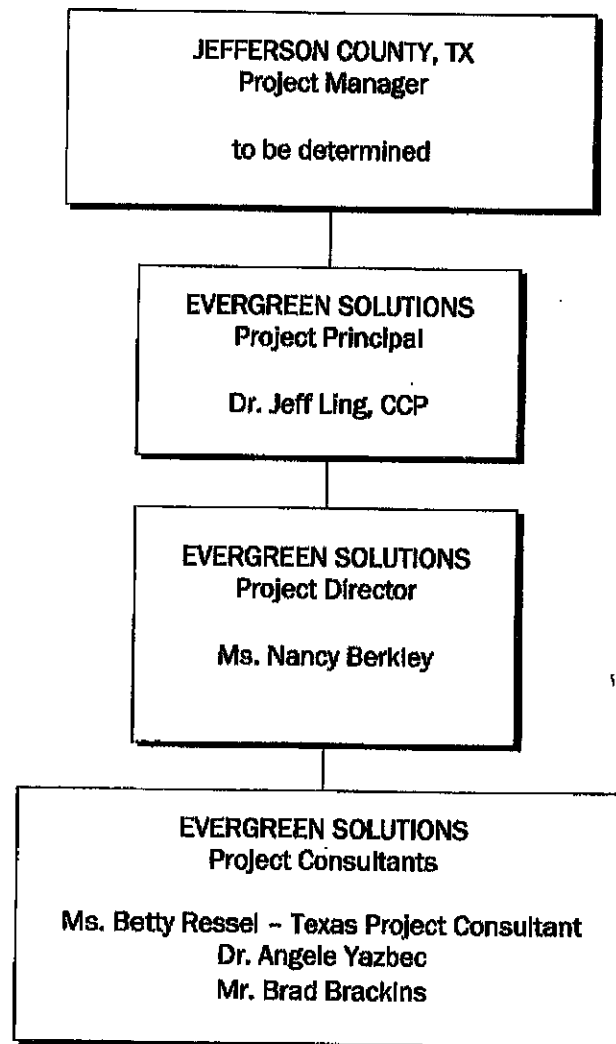 JEFFERSON COUNTY, TX
Project Manager
to be determined
EVERGREEN SOLUTIONS
Project Principal
Dr. Jeff Ling, CCP
EVERGREEN SOLUTIONS
Project Director
Ms. Nancy Berkley
EVERGREEN SOLUTIONS
Project Consultants
Ms. Betty Ressel – Texas Project Consultant
Dr. Angele Yazbec
Mr. Brad Brackins